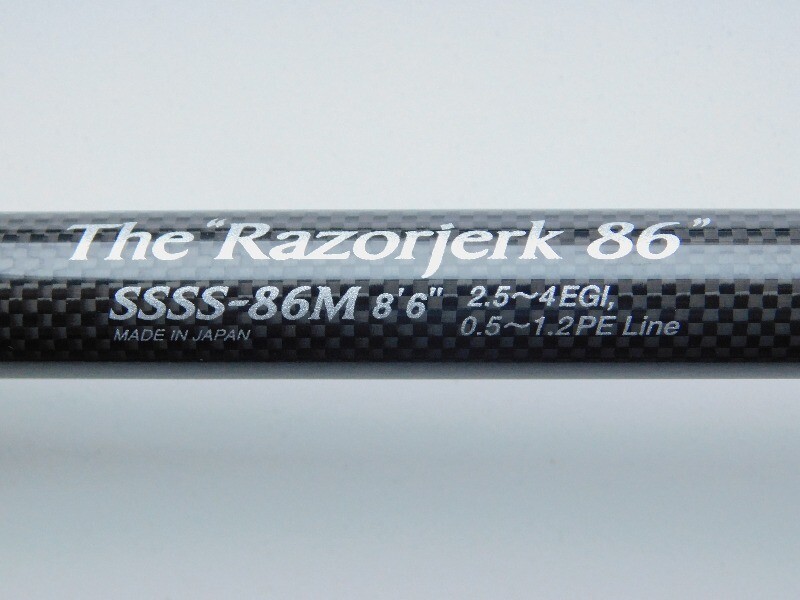 The “Razorjerk 86”
SSSS-86M 8'6" 2.5～4EGI,
MADE IN JAPAN 0.5～1.2PE Line